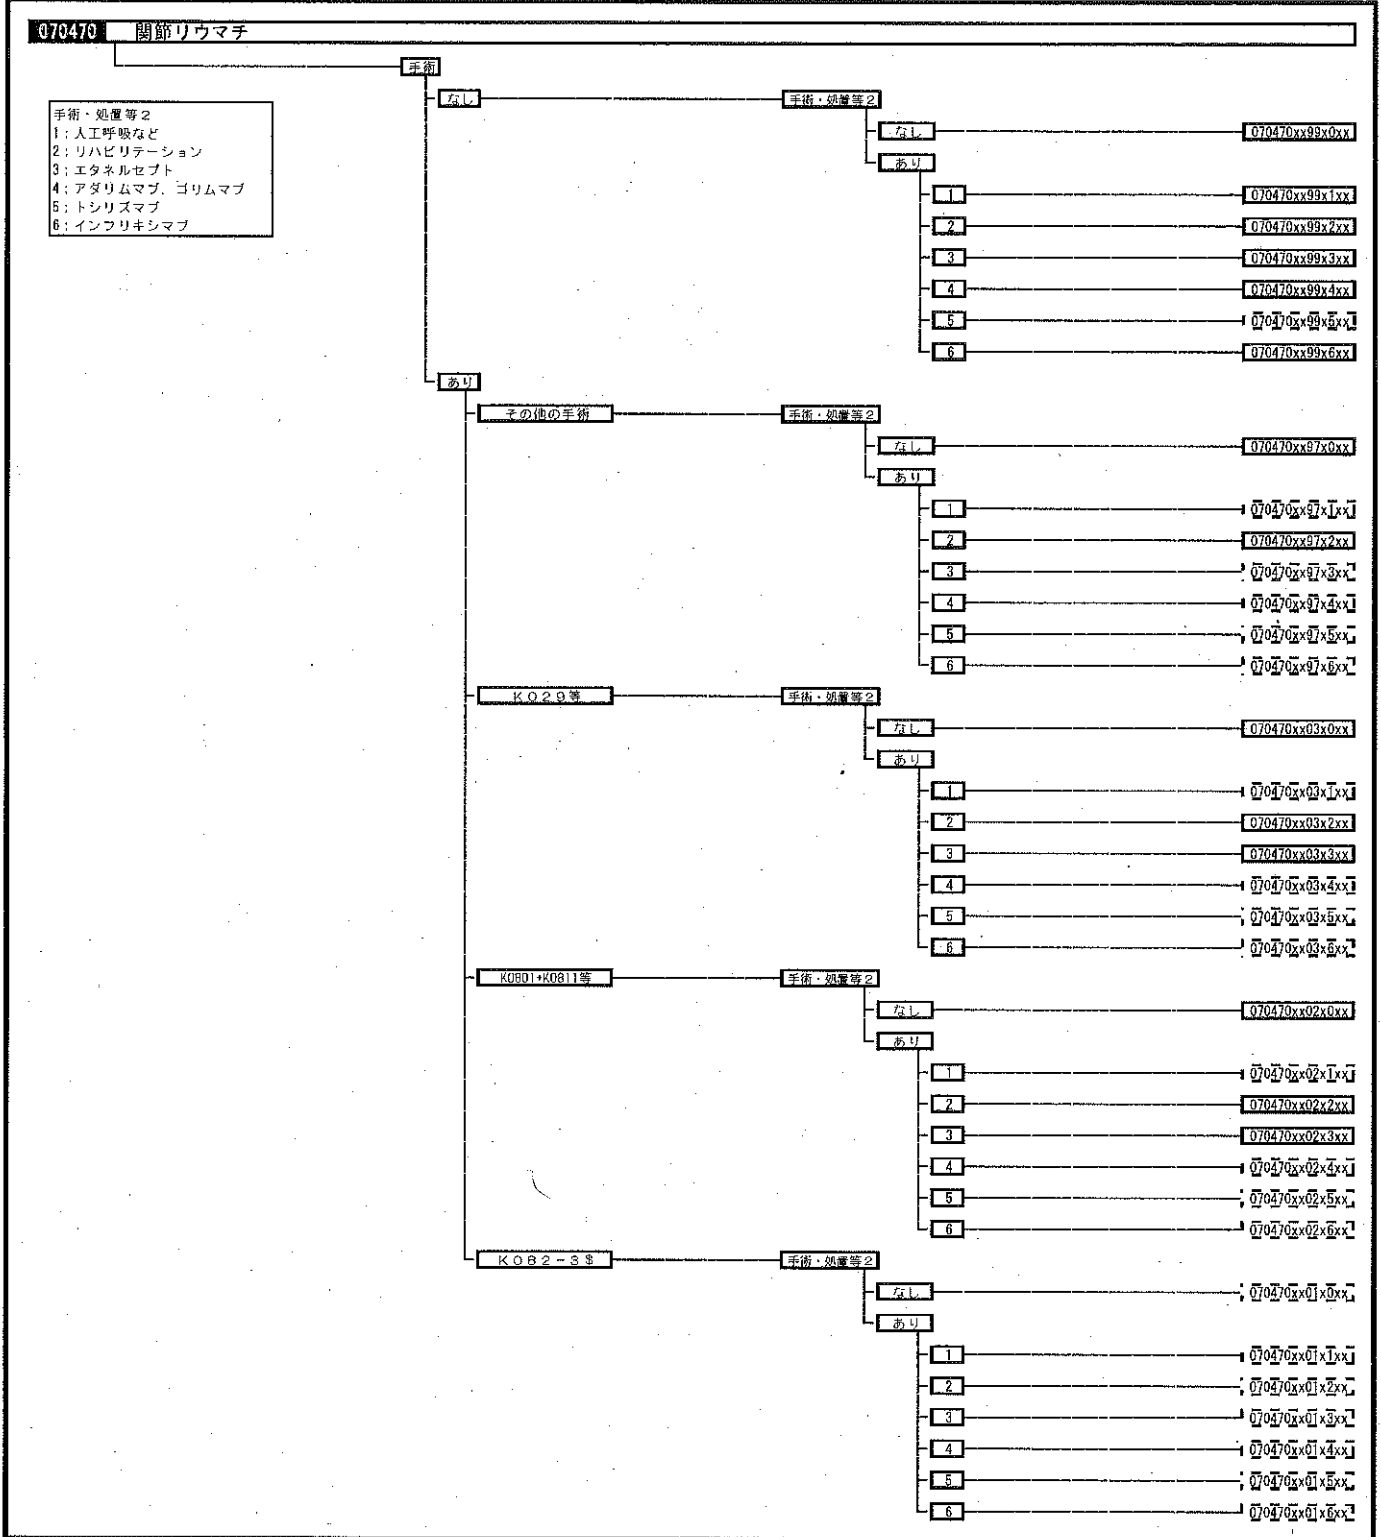 070470 関節リウマチ
手術
手術・処置等2
1;人工呼吸など
2;リハビリテーション
3;エタネルセプト
4;アダリムマブ、ゴリムマブ
5;トシリズマブ
6;インフリキシマブ
なし 手術・処置等2
なし 070470xx99x0xx
あり
1 070470xx99x1xx
2 070470xx99x2xx
3 070470xx99x3xx
4 070470xx99x4xx
5 070470xx99x5xx
6 070470xx99x6xx
あり
その他の手術 手術・処置等2
なし 070470xx97x0xx
あり
1 070470xx97x1xx
2 070470xx97x2xx
3 070470xx97x3xx
4 070470xx97x4xx
5 070470xx97x5xx
6 070470xx97x6xx
K029等 手術・処置等2
なし 070470xx03x0xx
あり
1 070470xx03x1xx
2 070470xx03x2xx
3 070470xx03x3xx
4 070470xx03x4xx
5 070470xx03x5xx
6 070470xx03x6xx
K0801+K0811等 手術・処置等2
なし 070470xx02x0xx
あり
1 070470xx02x1xx
2 070470xx02x2xx
3 070470xx02x3xx
4 070470xx02x4xx
5 070470xx02x5xx
6 070470xx02x6xx
K082-3$ 手術・処置等2
なし 070470xx01x0xx
あり
1 070470xx01x1xx
2 070470xx01x2xx
3 070470xx01x3xx
4 070470xx01x4xx
5 070470xx01x5xx
6 070470xx01x6xx